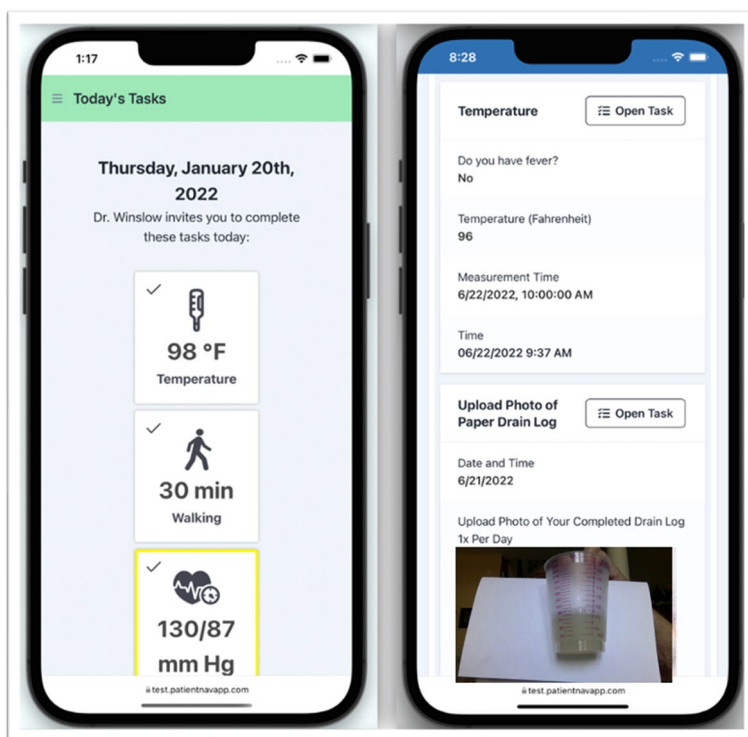 1:17
Today's Tasks
Thursday, January 20th,
2022
Dr. Winslow invites you to complete
these tasks today:
98 °F
Temperature
30 min
Walking
130/87
mm Hg
test.patientnavapp.com
8:28
Temperature
Open Task
Do you have fever?
No
Temperature (Fahrenheit)
96
Measurement Time
6/22/2022, 10:00:00 AM
Time
06/22/2022 9:37 AM
Upload Photo of
Paper Drain Log
Open Task
Date and Time
6/21/2022
Upload Photo of Your Completed Drain Log
1x Per Day
test.patientnavapp.com